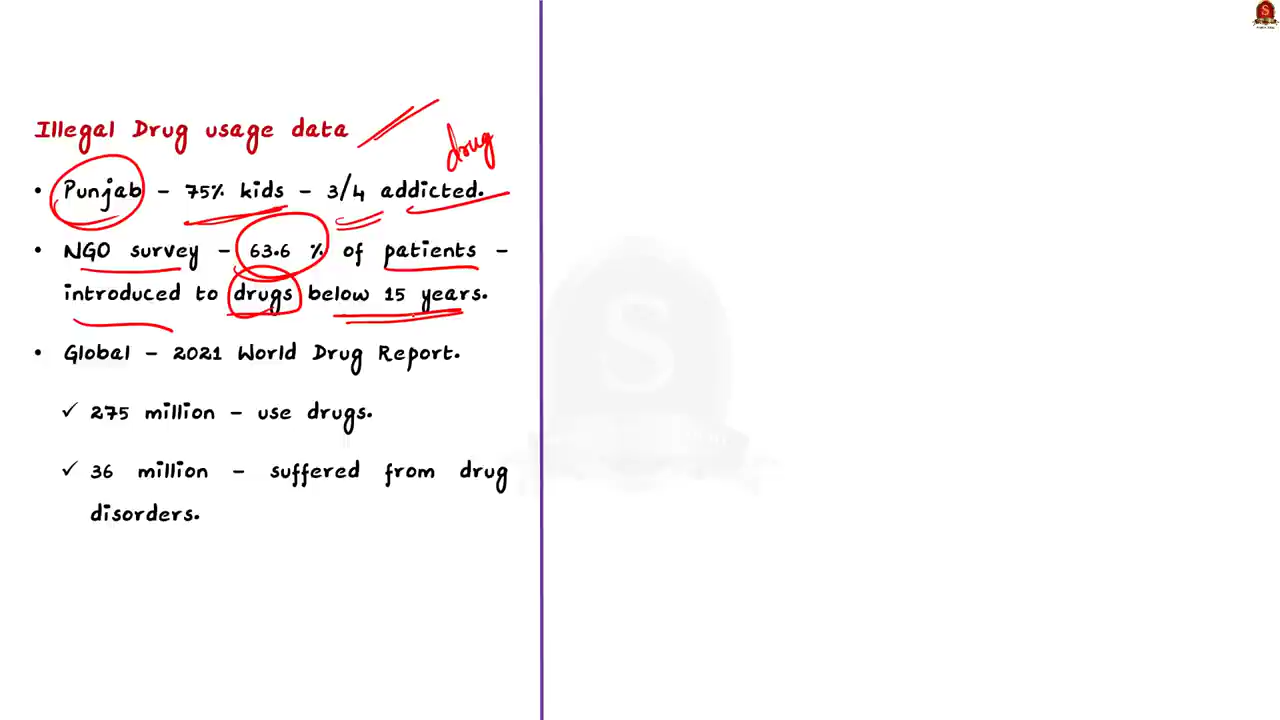 Illegal Drug usage data
drug
• Punjab - 75% kids - 3/4 addicted.
• NGO survey - 63.6 % of patients -
introduced to drugs below 15 years.
• Global - 2021 World Drug Report.
✓ 275 million - use drugs.
✓ 36 million - suffered from drug
disorders.
S
S